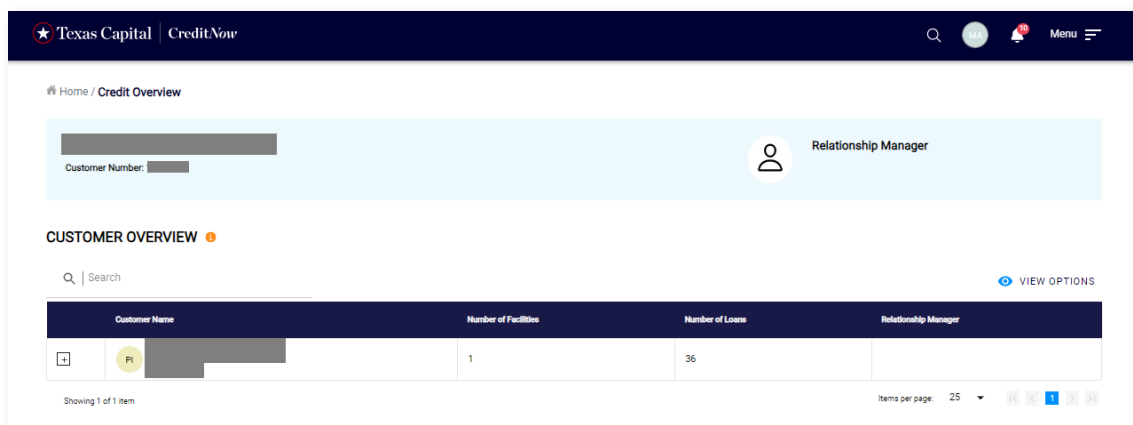 Texas Capital | CreditNow MA 10 Menu
Home / Credit Overview
Relationship Manager
Customer Number:
CUSTOMER OVERVIEW
Search
VIEW OPTIONS
Customer Name Number of Facilities Number of Loans Relationship Manager
PI 1 36
Showing 1 of 1 item Items per page: 25 |< < 1 > >|